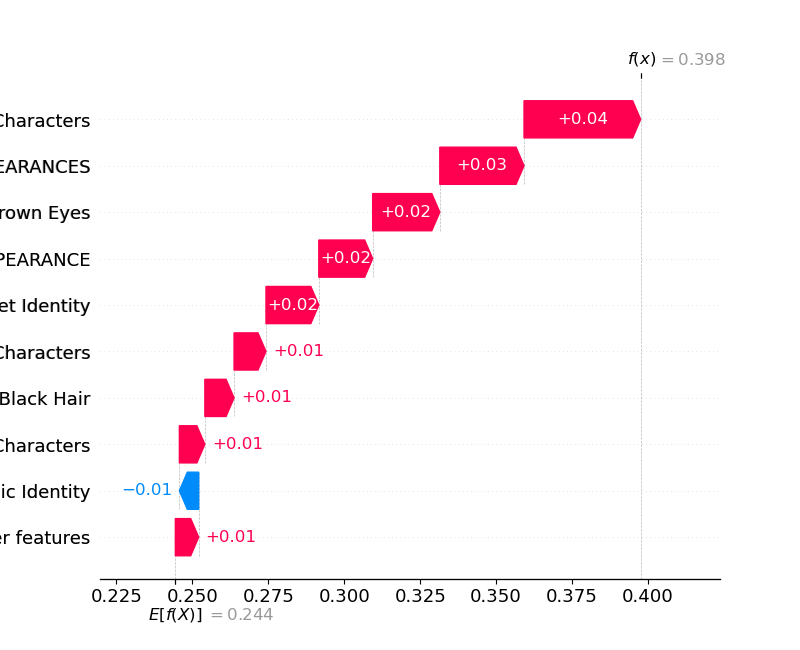 f(x) = 0.398
Characters +0.04
EARANCES +0.03
rown Eyes +0.02
PEARANCE +0.02
et Identity +0.02
Characters +0.01
Black Hair +0.01
Characters +0.01
ic Identity −0.01
er features +0.01
0.225 0.250 0.275 0.300 0.325 0.350 0.375 0.400
E[f(X)] = 0.244